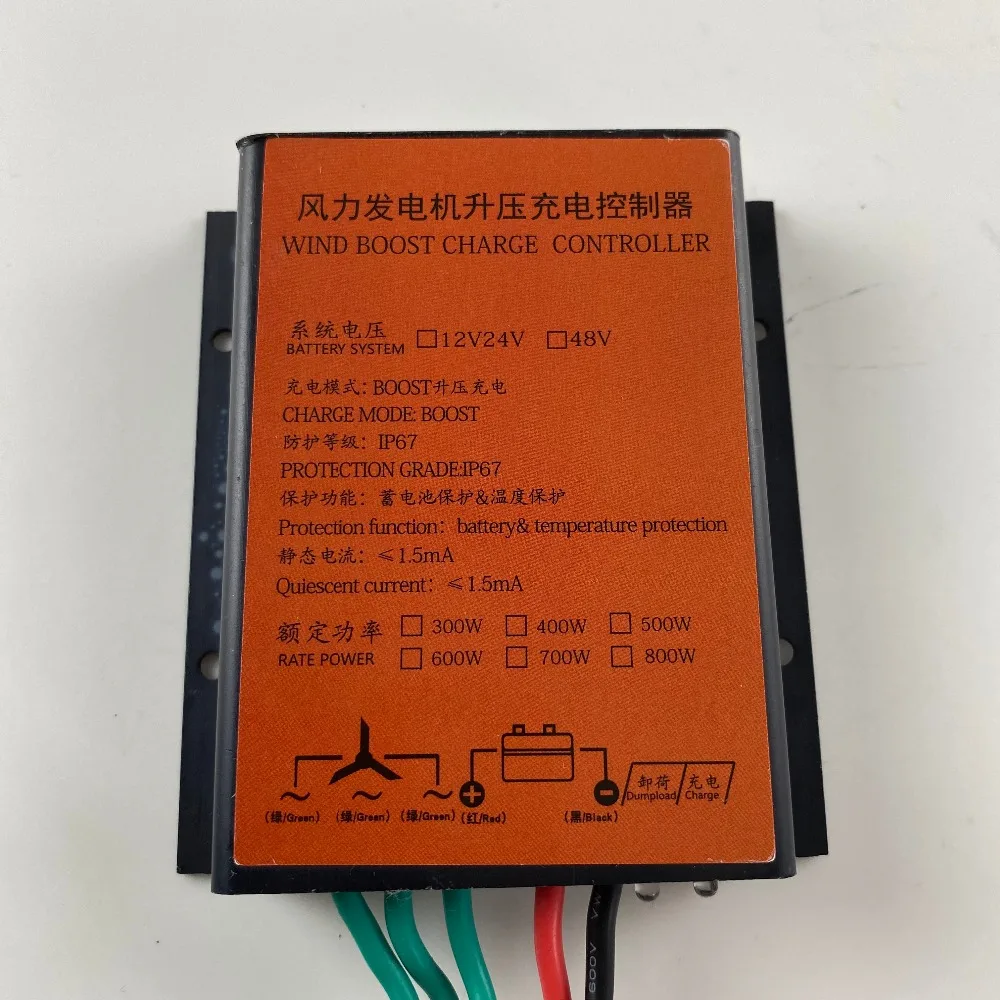 风力发电机升压充电控制器
WIND BOOST CHARGE CONTROLLER
系统电压 □12V24V □48V
BATTERY SYSTEM
充电模式: BOOST升压充电
CHARGE MODE: BOOST
防护等级: IP67
PROTECTION GRADE:IP67
保护功能: 蓄电池保护&温度保护
Protection function: battery& temperature protection
静态电流: ≤1.5mA
Quiescent current: ≤1.5mA
额定功率 □ 300W □ 400W □ 500W
RATE POWER □ 600W □ 700W □ 800W
卸荷 充电
Dumpload Charge
(绿/Green) (绿/Green) (绿/Green) (红/Red) (黑/Black)
600V